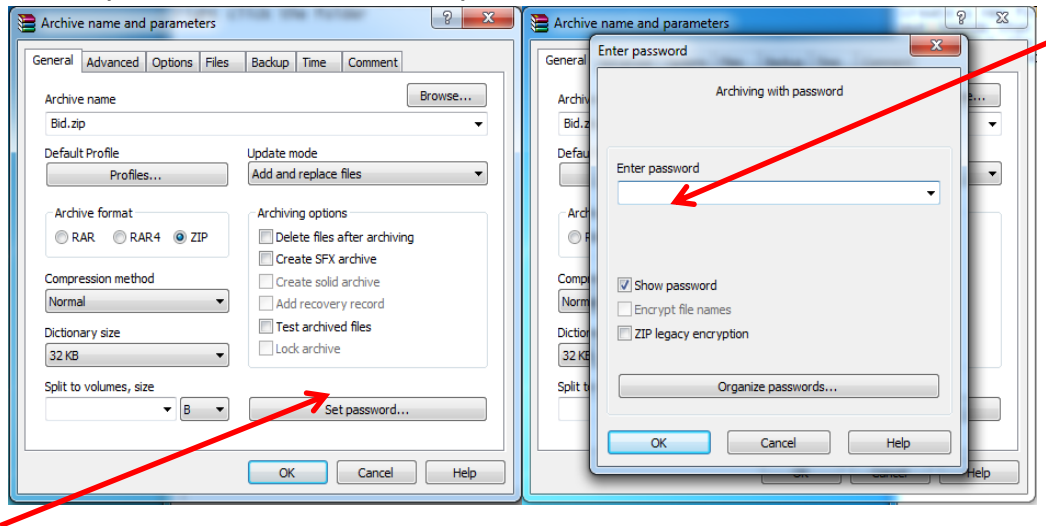 Archive name and parameters
General Advanced Options Files Backup Time Comment
Archive name
Browse...
Bid.zip
Default Profile
Update mode
Profiles...
Add and replace files
Archive format
Archiving options
RAR RAR4 ZIP
Delete files after archiving
Create SFX archive
Compression method
Create solid archive
Normal
Add recovery record
Dictionary size
Test archived files
32 KB
Lock archive
Split to volumes, size
B
Set password...
OK Cancel Help
Archive name and parameters
General
Enter password
Archiving with password
Archiv
Bid.z
Defau
Enter password
Arch
Compr
Show password
Norm
Encrypt file names
Diction
ZIP legacy encryption
32 KB
Split t
Organize passwords...
OK Cancel Help
Help